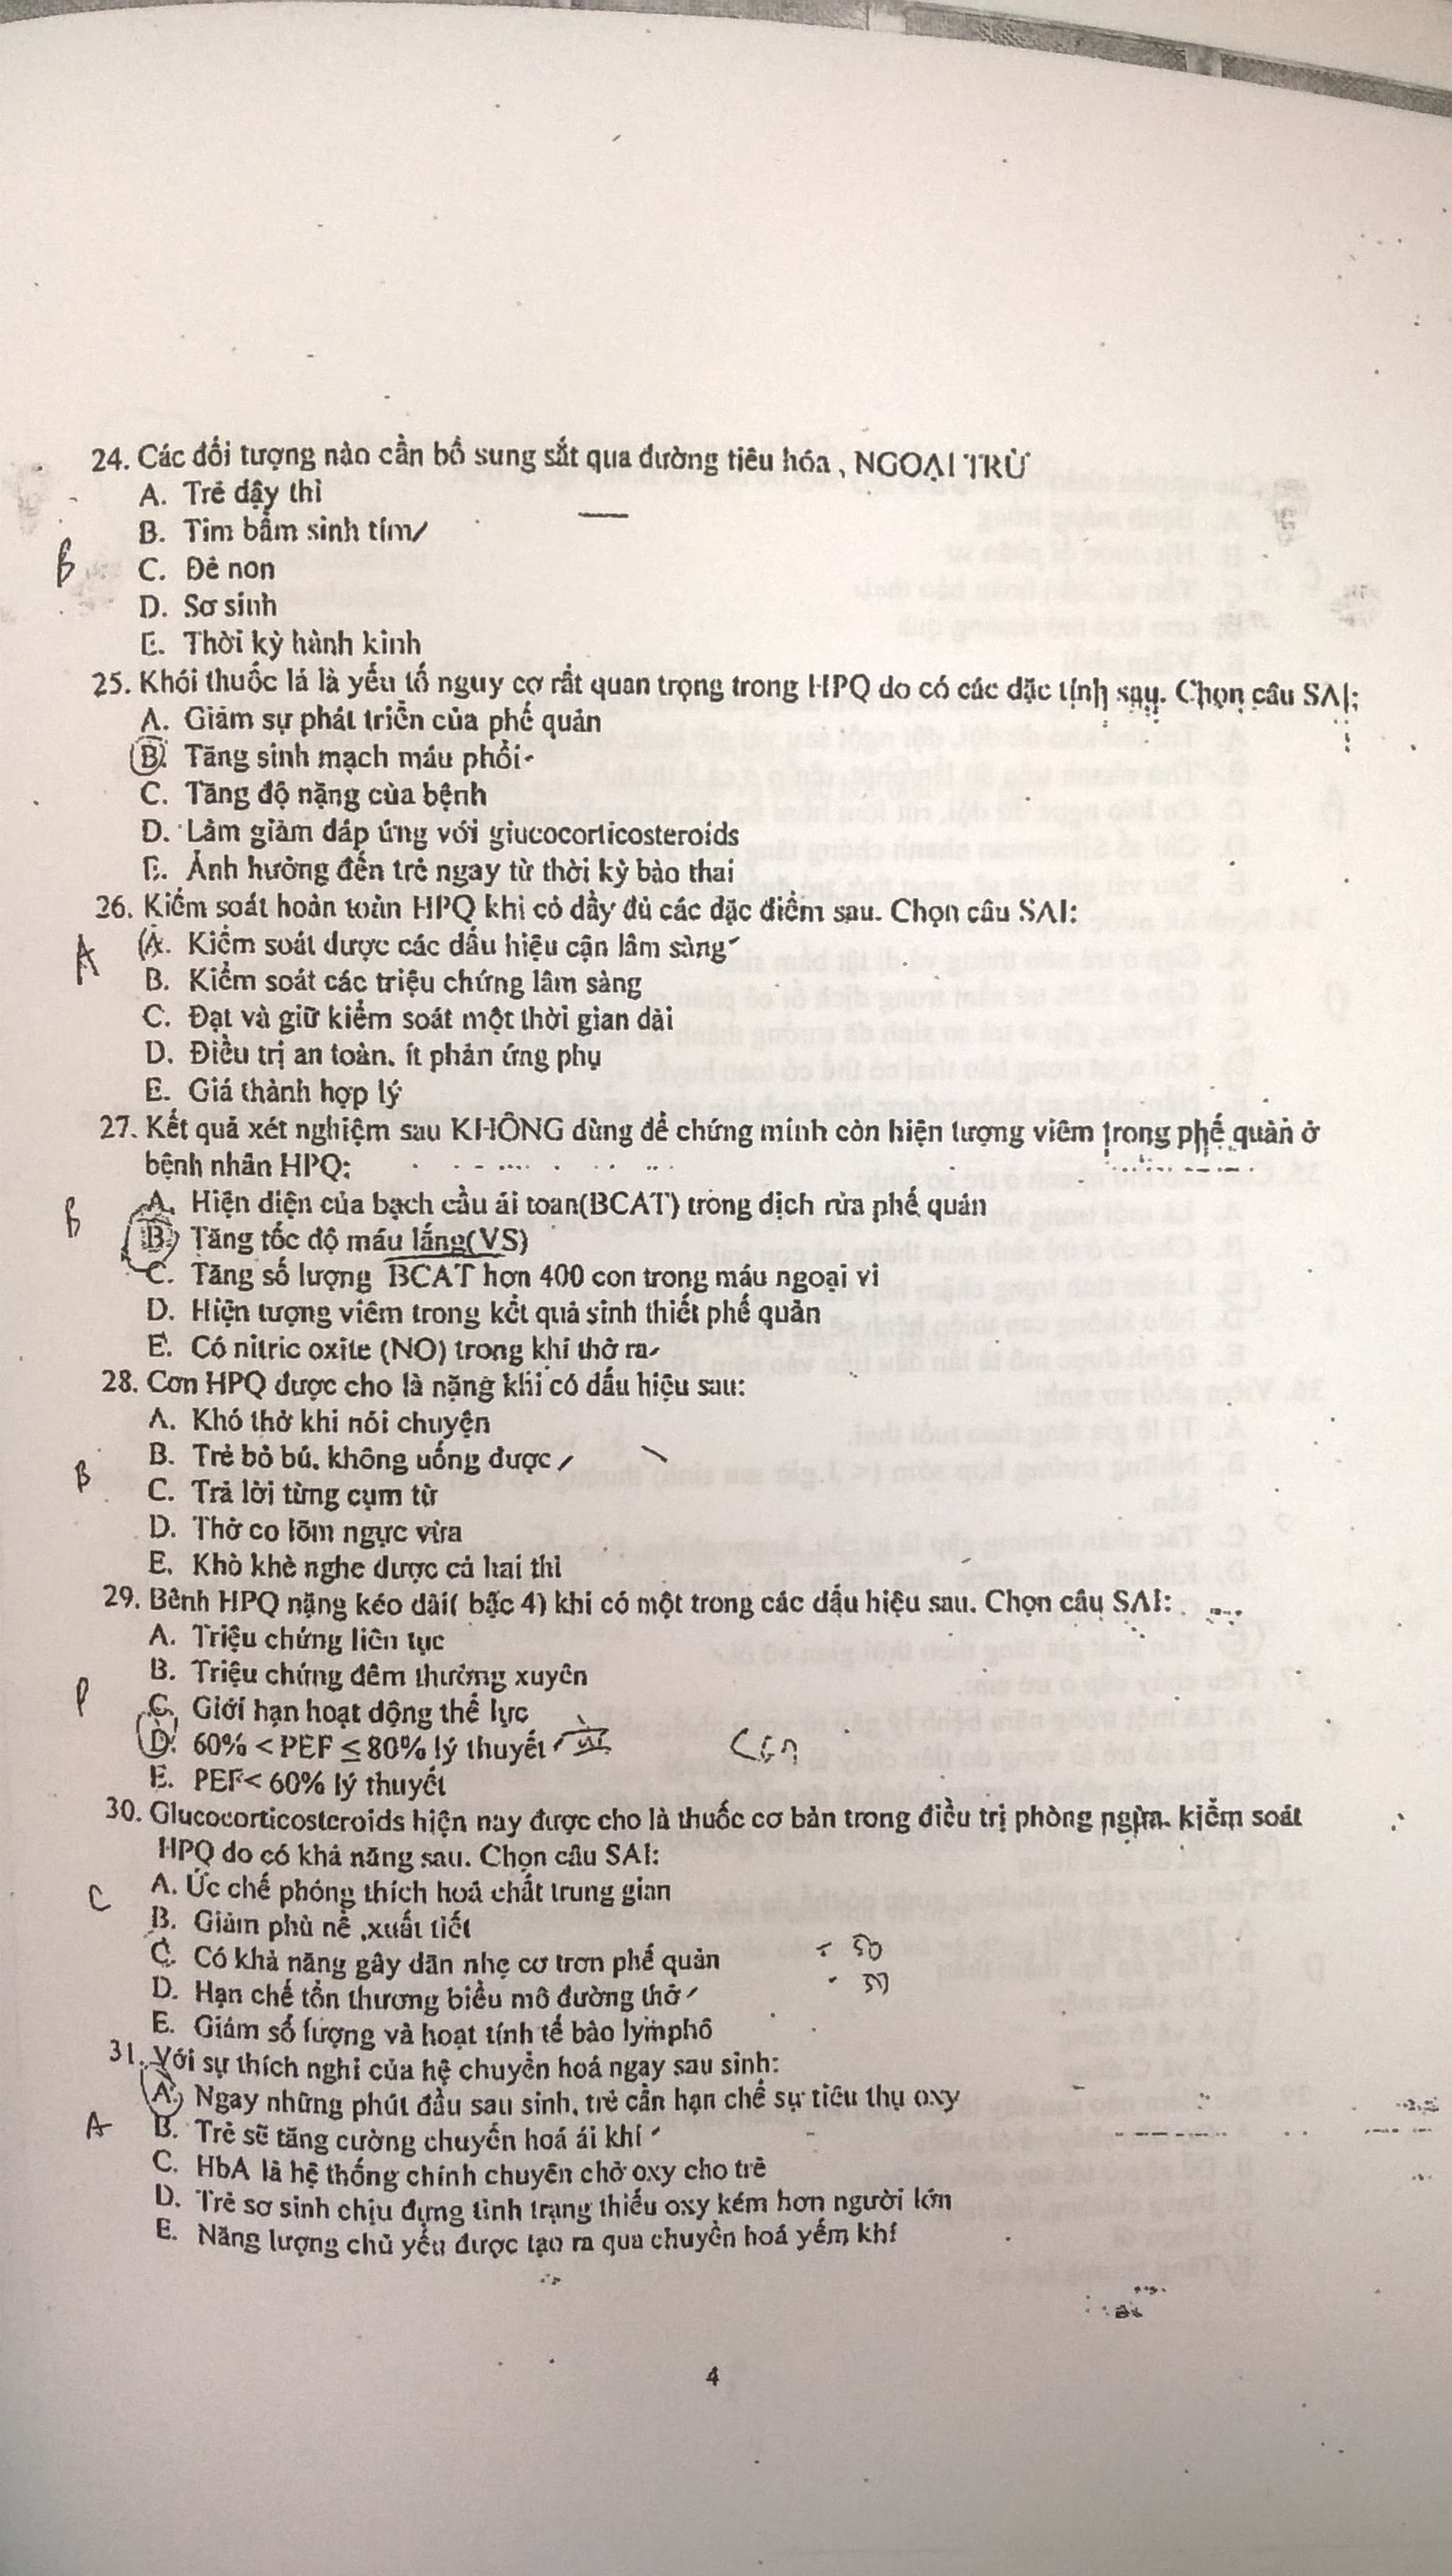 24. Các đối tượng nào cần bổ sung sắt qua đường tiêu hóa , NGOẠI TRỪ
A. Trẻ dậy thì
B. Tim bẩm sinh tím
B
C. Đẻ non
D. Sơ sinh
E. Thời kỳ hành kinh
25. Khói thuốc lá là yếu tố nguy cơ rất quan trọng trong HPQ do có các đặc tính sau. Chọn câu SAI:
A. Giảm sự phát triển của phế quản
B. Tăng sinh mạch máu phổi
C. Tăng độ nặng của bệnh
D. Làm giảm đáp ứng với glucocorticosteroids
E. Ảnh hưởng đến trẻ ngay từ thời kỳ bào thai
26. Kiểm soát hoàn toàn HPQ khi có đầy đủ các đặc điểm sau. Chọn câu SAI:
A
A. Kiểm soát được các dấu hiệu cận lâm sàng
B. Kiểm soát các triệu chứng lâm sàng
C. Đạt và giữ kiểm soát một thời gian dài
D. Điều trị an toàn, ít phản ứng phụ
E. Giá thành hợp lý
27. Kết quả xét nghiệm sau KHÔNG dùng để chứng minh còn hiện tượng viêm trong phế quản ở
bệnh nhân HPQ:
B
A. Hiện diện của bạch cầu ái toan(BCAT) trong dịch rửa phế quản
B. Tăng tốc độ máu lắng(VS)
C. Tăng số lượng BCAT hơn 400 con trong máu ngoại vi
D. Hiện tượng viêm trong kết quả sinh thiết phế quản
E. Có nitric oxite (NO) trong khí thở ra
28. Cơn HPQ được cho là nặng khi có dấu hiệu sau:
A. Khó thở khi nói chuyện
B. Trẻ bỏ bú, không uống được
B
C. Trả lời từng cụm từ
D. Thở co lõm ngực vừa
E. Khò khè nghe được cả hai thì
29. Bệnh HPQ nặng kéo dài( bậc 4) khi có một trong các dấu hiệu sau. Chọn câu SAI:
A. Triệu chứng liên tục
B. Triệu chứng đêm thường xuyên
C. Giới hạn hoạt động thể lực
D. 60% < PEF ≤ 80% lý thuyết
E. PEF< 60% lý thuyết
30. Glucocorticosteroids hiện nay được cho là thuốc cơ bản trong điều trị phòng ngừa, kiểm soát
HPQ do có khả năng sau. Chọn câu SAI:
C
A. Ức chế phóng thích hoá chất trung gian
B. Giảm phù nề ,xuất tiết
C. Có khả năng gây dãn nhẹ cơ trơn phế quản
D. Hạn chế tổn thương biểu mô đường thở
E. Giảm số lượng và hoạt tính tế bào lymphô
31. Với sự thích nghi của hệ chuyển hoá ngay sau sinh:
A. Ngay những phút đầu sau sinh, trẻ cần hạn chế sự tiêu thụ oxy
A
B. Trẻ sẽ tăng cường chuyển hoá ái khí
C. HbA là hệ thống chính chuyên chở oxy cho trẻ
D. Trẻ sơ sinh chịu đựng tình trạng thiếu oxy kém hơn người lớn
E. Năng lượng chủ yếu được tạo ra qua chuyển hoá yếm khí
4